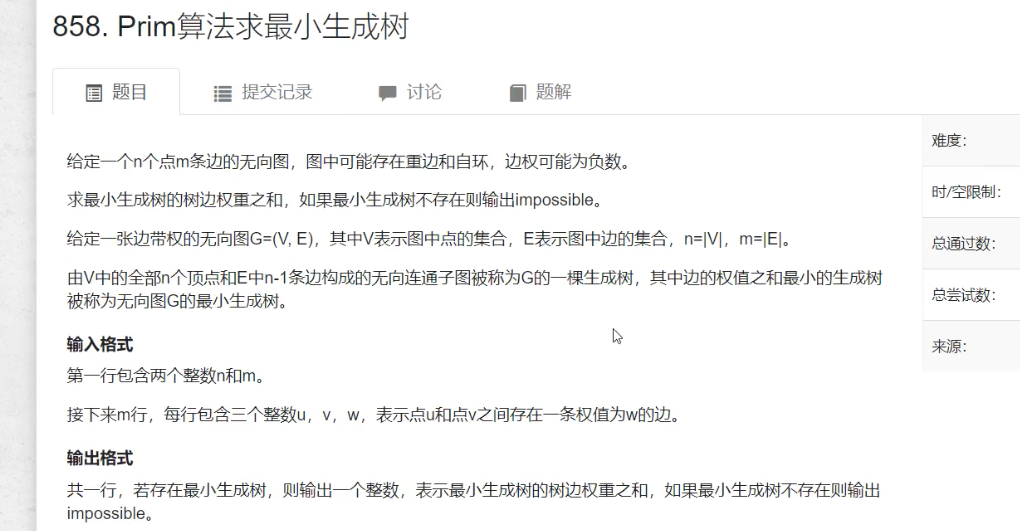 858. Prim算法求最小生成树
题目 提交记录 讨论 题解
给定一个n个点m条边的无向图，图中可能存在重边和自环，边权可能为负数。
求最小生成树的树边权重之和，如果最小生成树不存在则输出impossible。
给定一张边带权的无向图G=(V, E)，其中V表示图中点的集合，E表示图中边的集合，n=|V|，m=|E|。
由V中的全部n个顶点和E中n-1条边构成的无向连通子图被称为G的一棵生成树，其中边的权值之和最小的生成树
被称为无向图G的最小生成树。
输入格式
第一行包含两个整数n和m。
接下来m行，每行包含三个整数u，v，w，表示点u和点v之间存在一条权值为w的边。
输出格式
共一行，若存在最小生成树，则输出一个整数，表示最小生成树的树边权重之和，如果最小生成树不存在则输出
impossible。
难度：
时/空限制：
总通过数：
总尝试数：
来源：